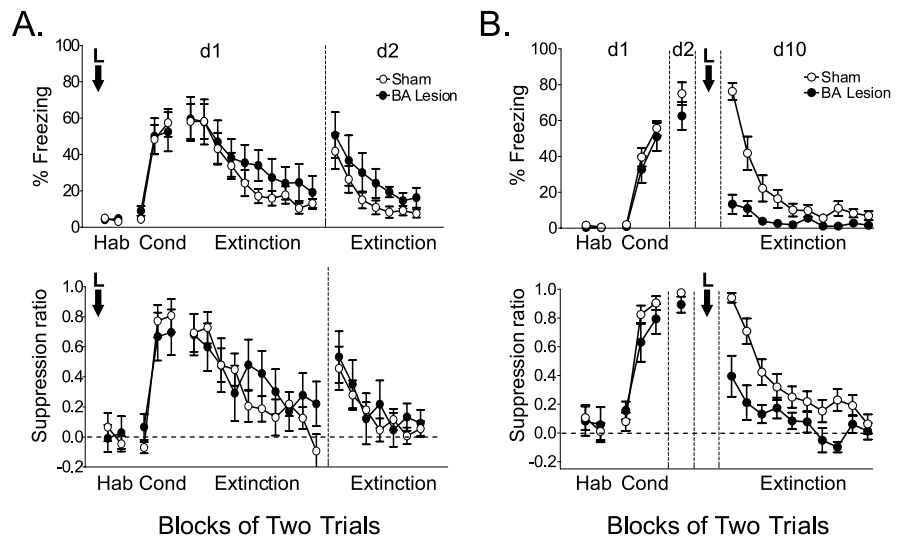 A.
L
d1
d2
Sham
BA Lesion
% Freezing
100
80
60
40
20
0
Hab Cond Extinction Extinction
L
Suppression ratio
1.0
0.8
0.6
0.4
0.2
0.0
-0.2
Hab Cond Extinction Extinction
Blocks of Two Trials
B.
d1
d2
L
d10
Sham
BA Lesion
% Freezing
100
80
60
40
20
0
Hab Cond Extinction
L
Suppression ratio
1.0
0.8
0.6
0.4
0.2
0.0
-0.2
Hab Cond Extinction
Blocks of Two Trials